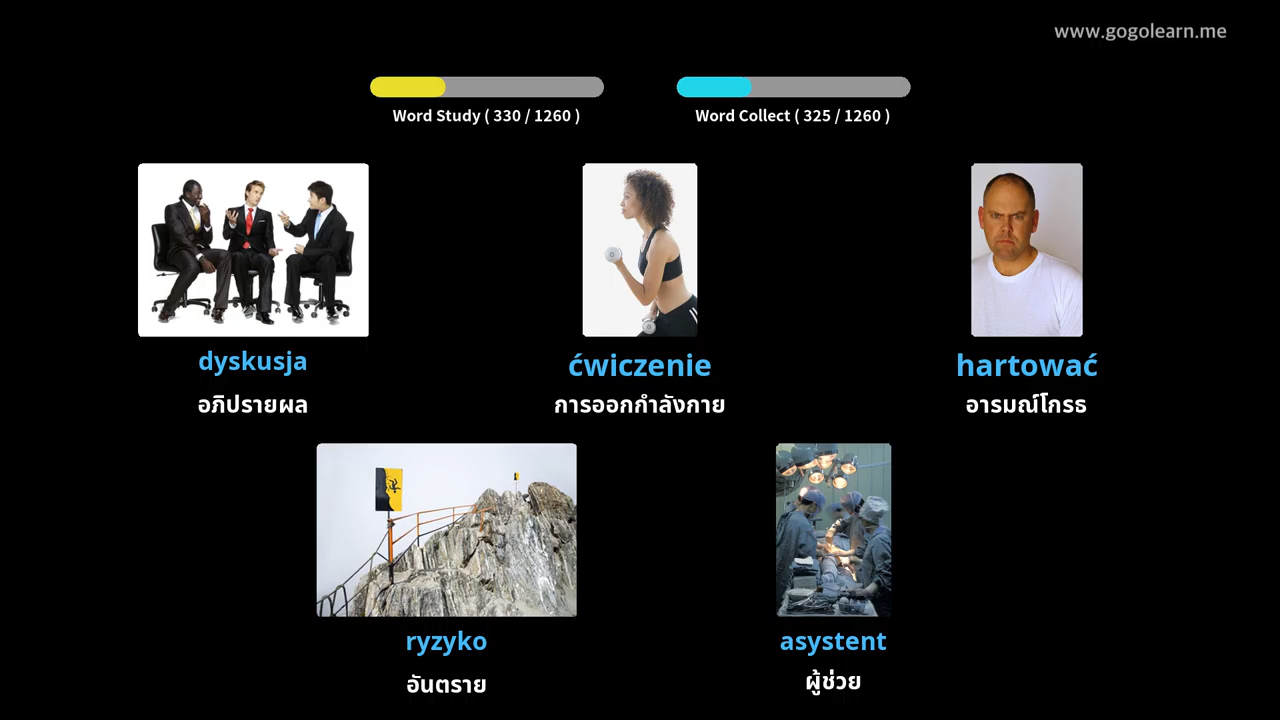 www.gogolearn.me
Word Study ( 330 / 1260 )
Word Collect ( 325 / 1260 )
dyskusja
ćwiczenie
hartować
อภิปรายผล
การออกกำลังกาย
อารมณ์โกรธ
ryzyko
asystent
อันตราย
ผู้ช่วย